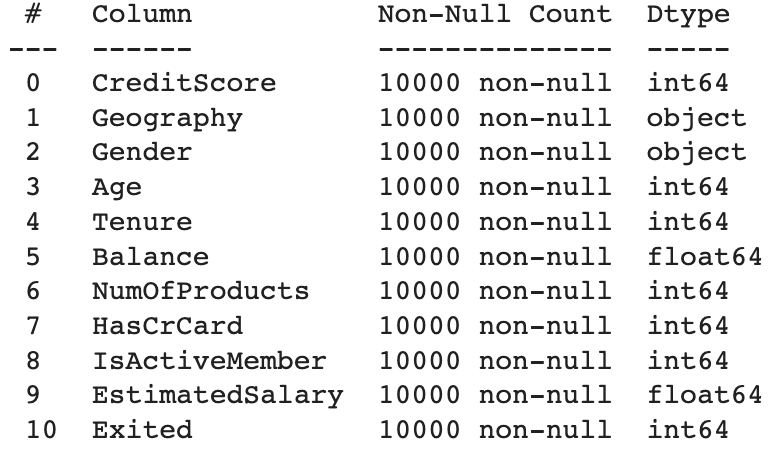 # Column Non-Null Count Dtype
--- ------ -------------- -----
0 CreditScore 10000 non-null int64
1 Geography 10000 non-null object
2 Gender 10000 non-null object
3 Age 10000 non-null int64
4 Tenure 10000 non-null int64
5 Balance 10000 non-null float64
6 NumOfProducts 10000 non-null int64
7 HasCrCard 10000 non-null int64
8 IsActiveMember 10000 non-null int64
9 EstimatedSalary 10000 non-null float64
10 Exited 10000 non-null int64